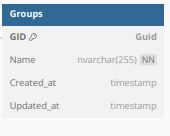 Groups
GID Guid
Name nvarchar(255) NN
Created_at timestamp
Updated_at timestamp